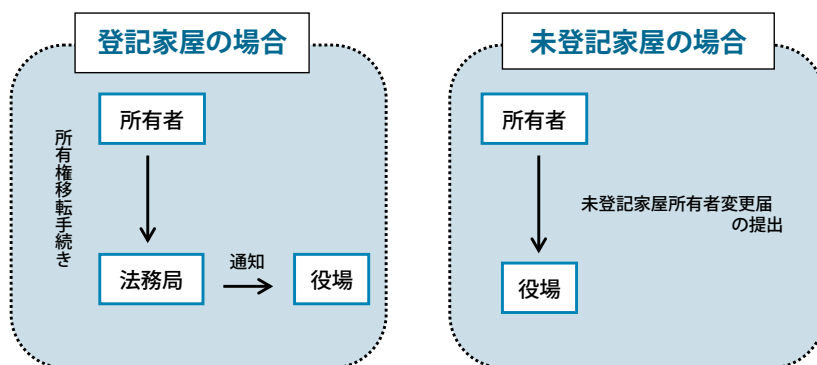 登記家屋の場合
所有者
所有権移転手続き
法務局
通知
役場
未登記家屋の場合
所有者
未登記家屋所有者変更届
の提出
役場